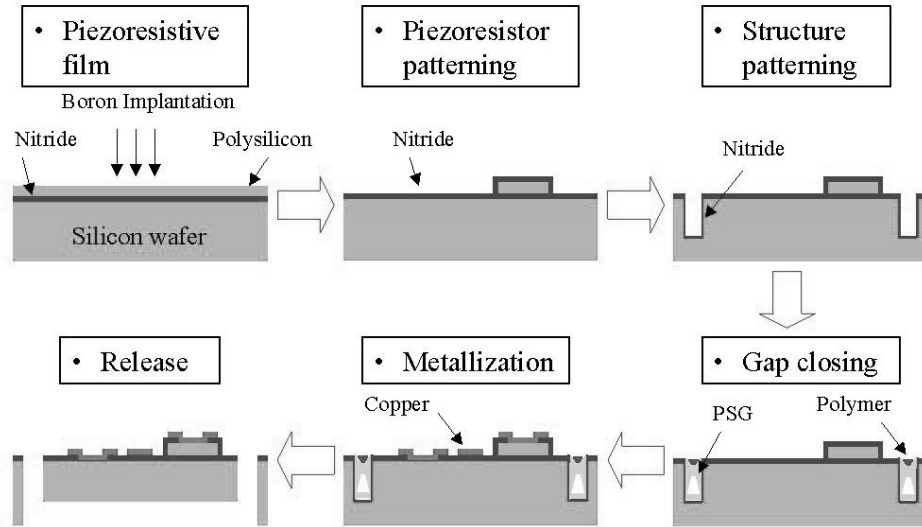 • Piezoresistive
film
• Piezoresistor
patterning
• Structure
patterning
Boron Implantation
Nitride
Polysilicon
Nitride
Nitride
Silicon wafer
• Release
• Metallization
• Gap closing
Copper
PSG
Polymer